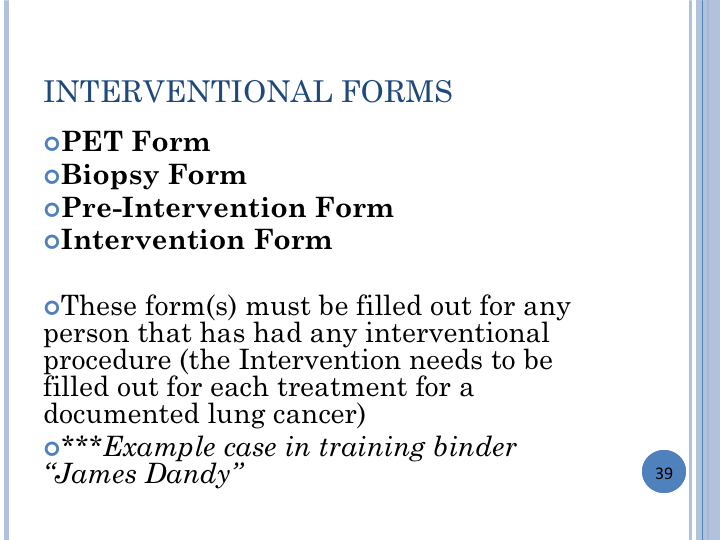 INTERVENTIONAL FORMS
PET Form
Biopsy Form
Pre-Intervention Form
Intervention Form
These form(s) must be filled out for any
person that has had any interventional
procedure (the Intervention needs to be
filled out for each treatment for a
documented lung cancer)
***Example case in training binder
“James Dandy”
39